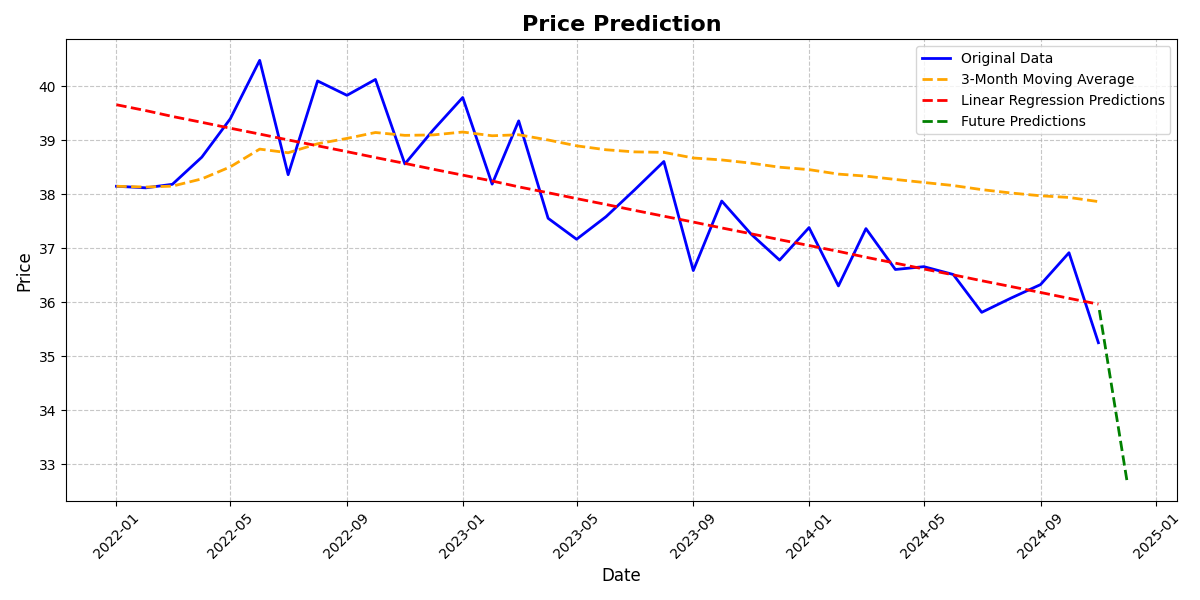 Price Prediction
Original Data
3-Month Moving Average
Linear Regression Predictions
Future Predictions
Price
40
39
38
37
36
35
34
33
2022-01
2022-05
2022-09
2023-01
2023-05
2023-09
2024-01
2024-05
2024-09
2025-01
Date